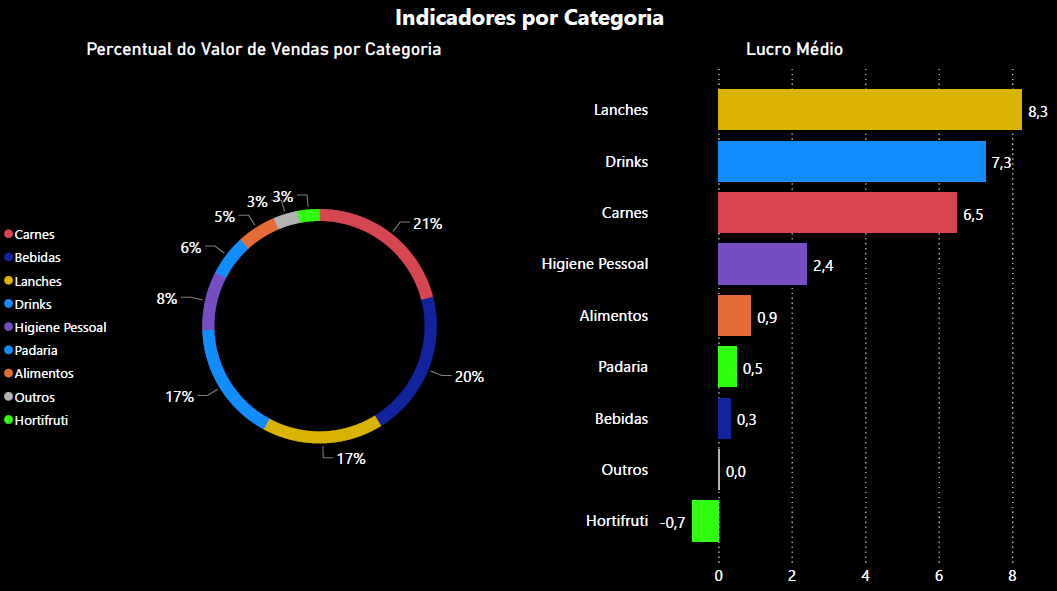 Indicadores por Categoria
Percentual do Valor de Vendas por Categoria
Carnes
Bebidas
Lanches
Drinks
Higiene Pessoal
Padaria
Alimentos
Outros
Hortifruti
21%
20%
17%
17%
8%
6%
5%
3%
3%
Lucro Médio
Lanches 8,3
Drinks 7,3
Carnes 6,5
Higiene Pessoal 2,4
Alimentos 0,9
Padaria 0,5
Bebidas 0,3
Outros 0,0
Hortifruti -0,7
0 2 4 6 8